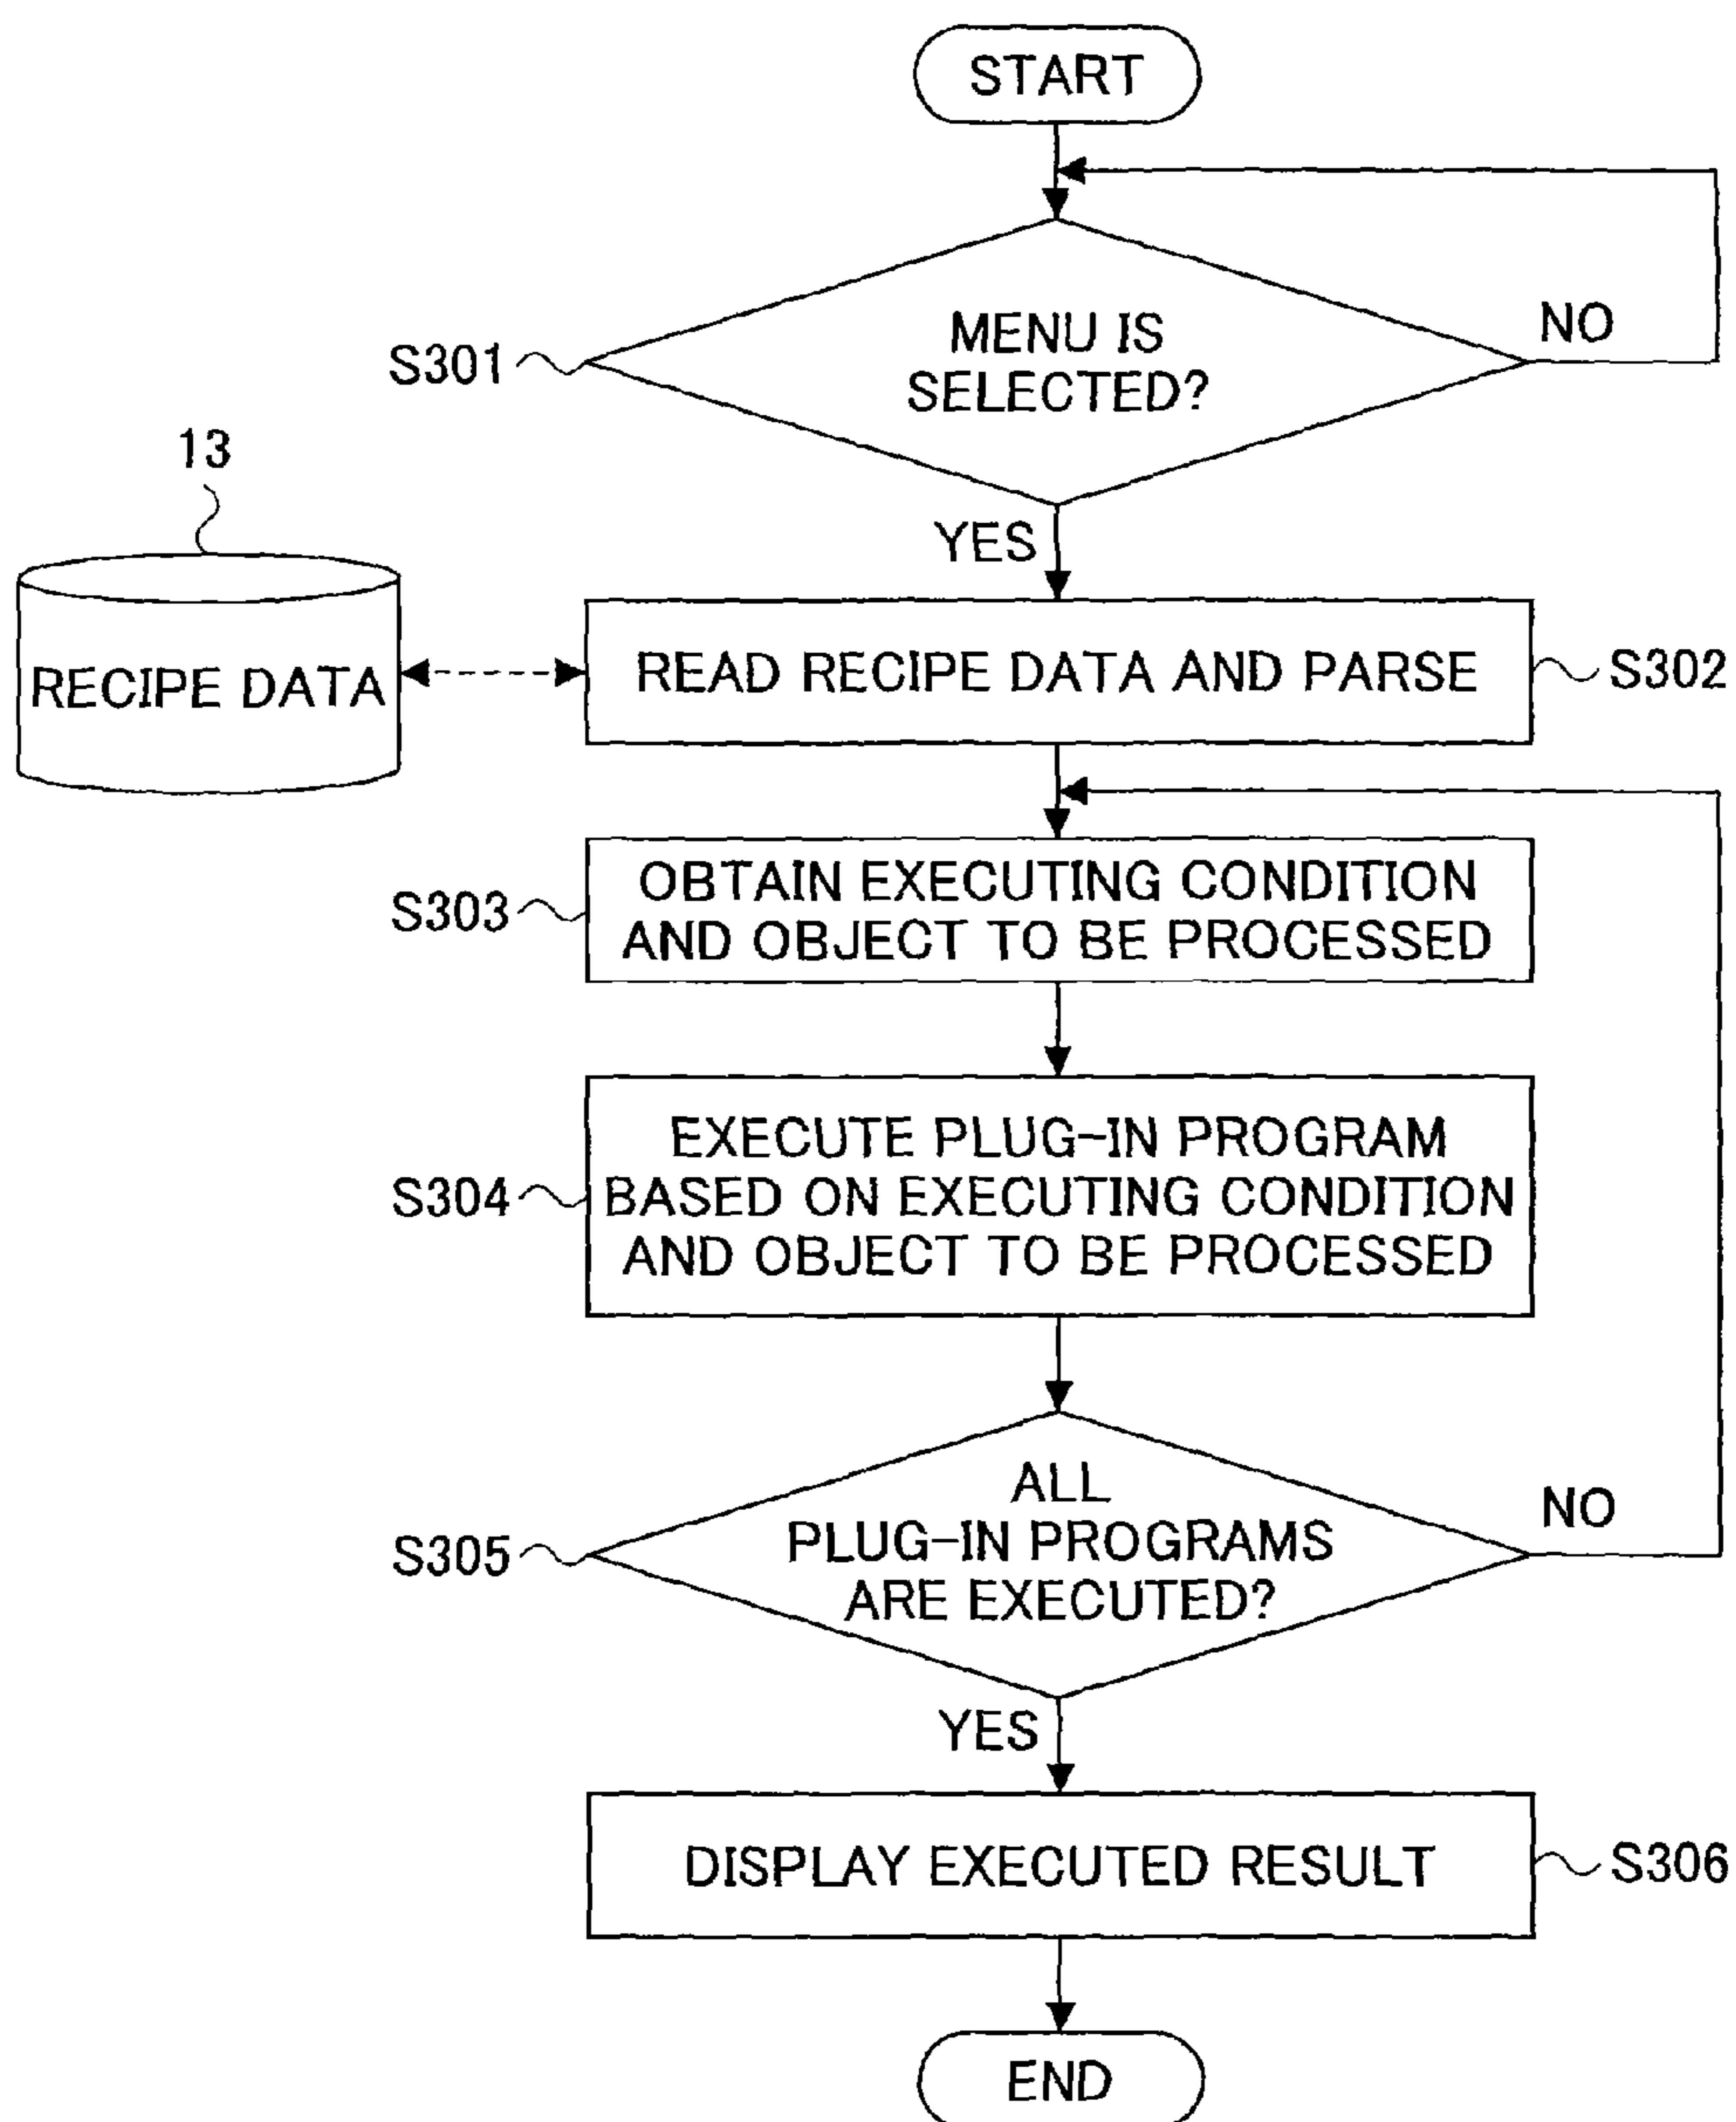 START
MENU IS
SELECTED?
NO
S301
13
YES
RECIPE DATA
READ RECIPE DATA AND PARSE
S302
OBTAIN EXECUTING CONDITION
AND OBJECT TO BE PROCESSED
S303
EXECUTE PLUG-IN PROGRAM
BASED ON EXECUTING CONDITION
AND OBJECT TO BE PROCESSED
S304
ALL
PLUG-IN PROGRAMS
ARE EXECUTED?
NO
S305
YES
DISPLAY EXECUTED RESULT
S306
END